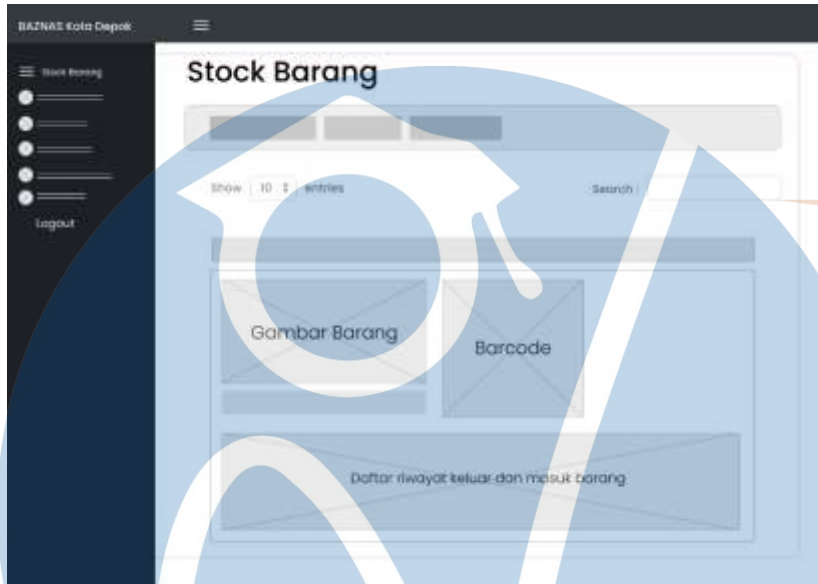 BAZNAS Kota Depok
Stock Barang
Stock Barang
Show 10 entries
Search
Logout
Gambar Barang
Barcode
Daftar riwayat keluar dan masuk barang